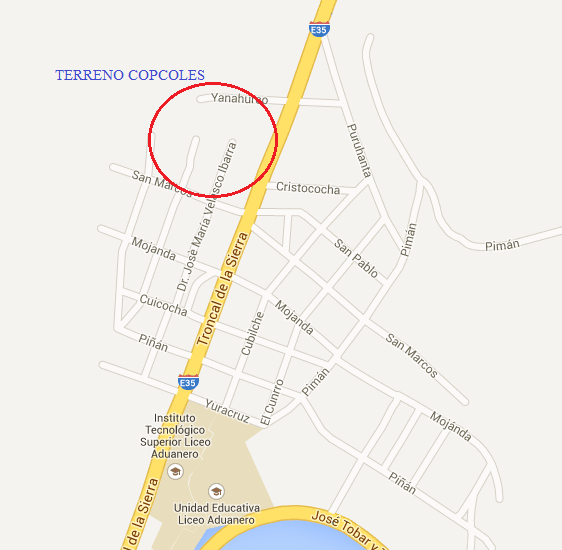 E35
TERRENO COPCOLES
Yanahurco
Puruhanta
San Marcos
Cristococha
Dr. José María Velasco Ibarra
Mojanda
Troncal de la Sierra
San Pablo
Pimán
Pimán
Cuicocha
Mojanda
Cubilche
Piñán
San Marcos
E35
Pimán
El Cunrro
Yuracruz
Mojánda
Instituto
Tecnológico
Superior Liceo
Aduanero
Piñán
Unidad Educativa
Liceo Aduanero
al de la Sierra
José Tobar y